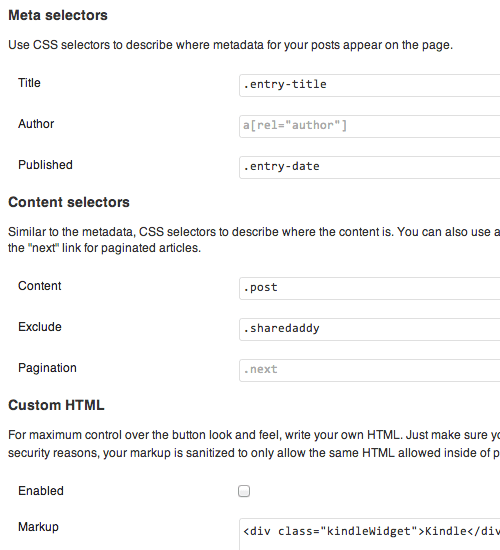 Meta selectors
Use CSS selectors to describe where metadata for your posts appear on the page.
Title
.entry-title
Author
a[rel="author"]
Published
.entry-date
Content selectors
Similar to the metadata, CSS selectors to describe where the content is. You can also use a
the "next" link for paginated articles.
Content
.post
Exclude
.sharedaddy
Pagination
.next
Custom HTML
For maximum control over the button look and feel, write your own HTML. Just make sure yo
security reasons, your markup is sanitized to only allow the same HTML allowed inside of p
Enabled
Markup
<div class="kindleWidget">Kindle</div